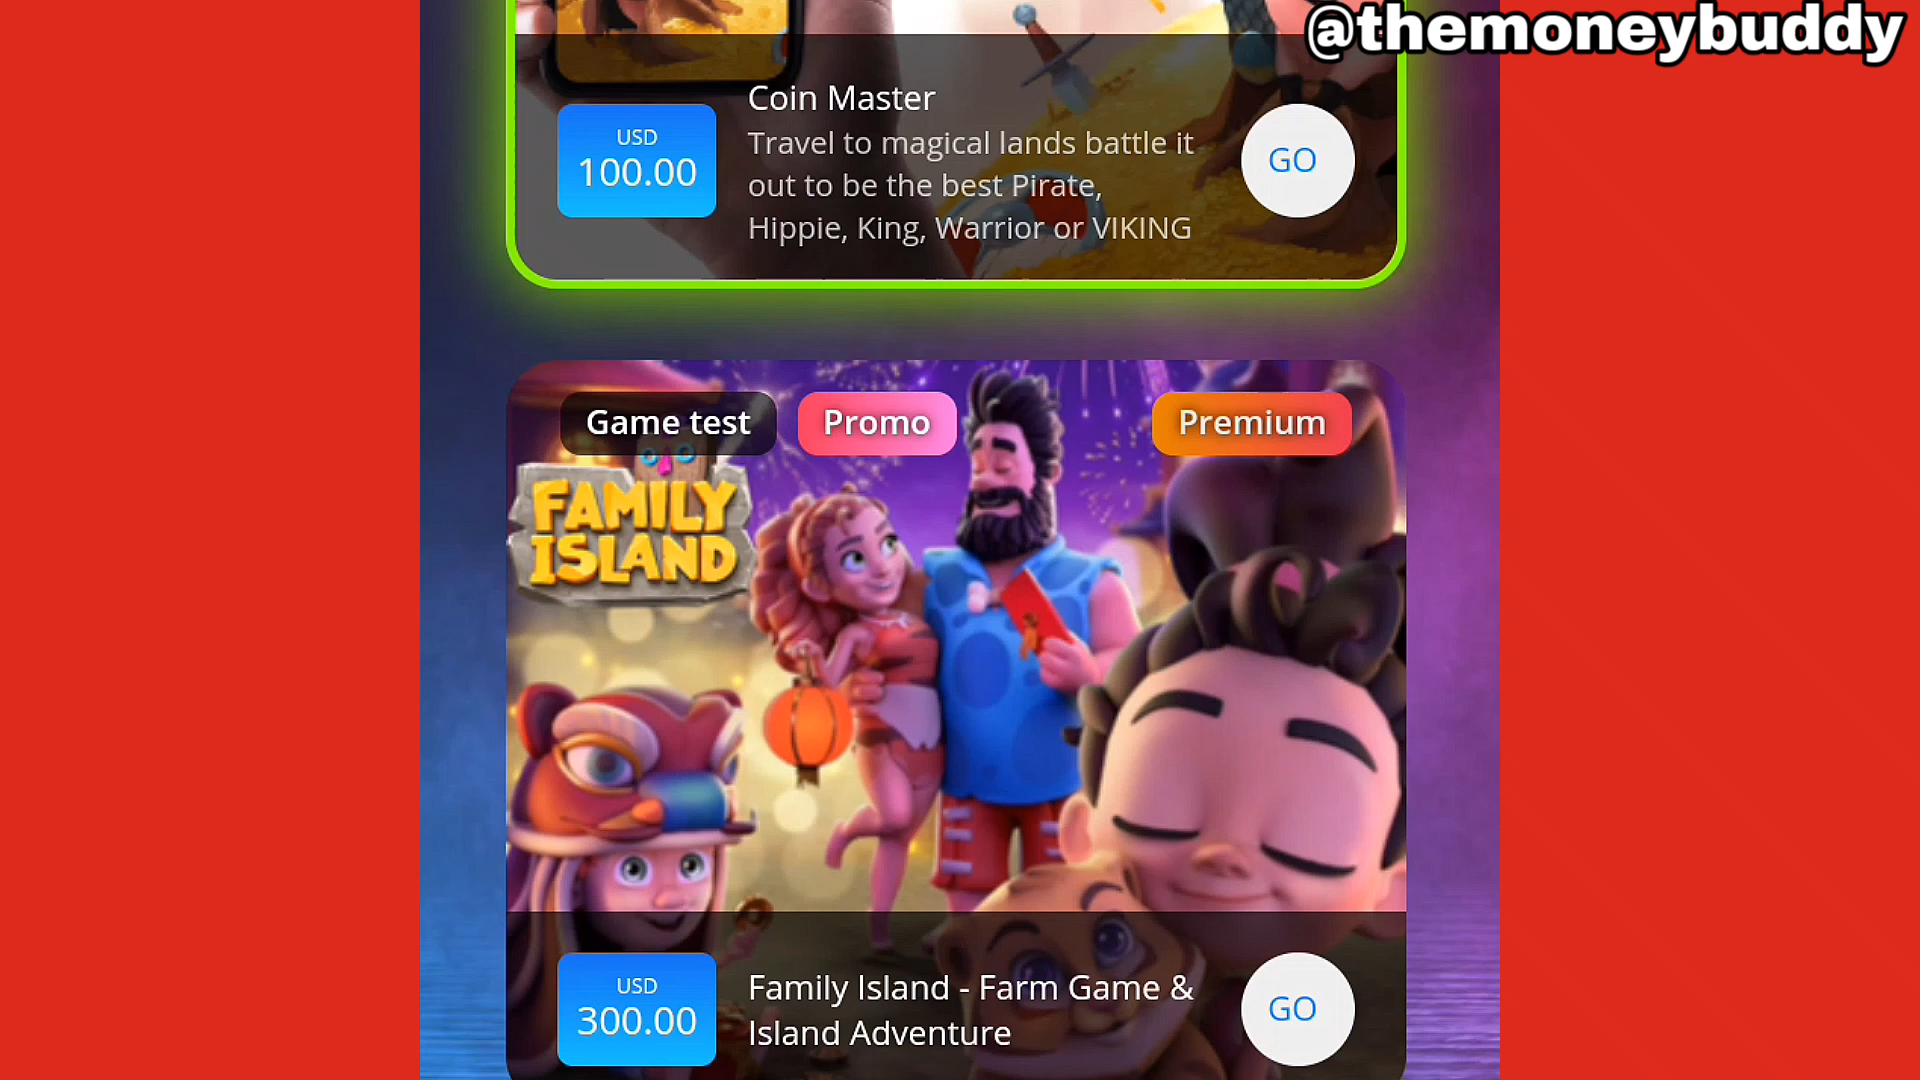 @themoneybuddy
Coin Master
USD
100.00
Travel to magical lands battle it
out to be the best Pirate,
Hippie, King, Warrior or VIKING
GO
Game test
Promo
Premium
FAMILY
ISLAND
USD
300.00
Family Island - Farm Game &
Island Adventure
GO